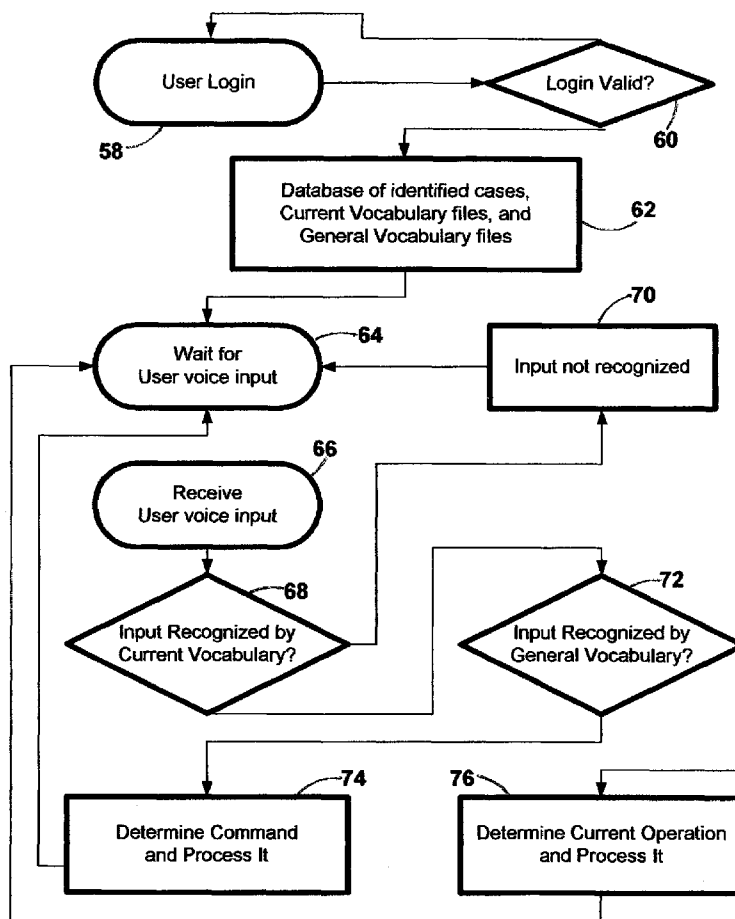 User Login
Login Valid?
58
60
Database of identified cases,
Current Vocabulary files, and
General Vocabulary files
62
70
64
Wait for
User voice input
Input not recognized
66
Receive
User voice input
68
72
Input Recognized by
Current Vocabulary?
Input Recognized by
General Vocabulary?
74
76
Determine Command
and Process It
Determine Current Operation
and Process It